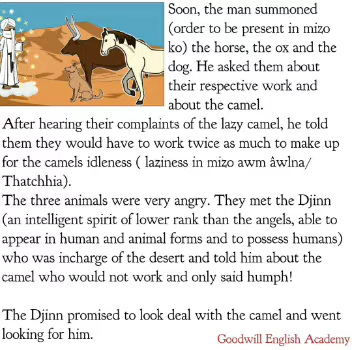 Soon, the man summoned
(order to be present in mizo
ko) the horse, the ox and the
dog. He asked them about
their respective work and
about the camel.
After hearing their complaints of the lazy camel, he told
them they would have to work twice as much to make up
for the camels idleness ( laziness in mizo awm âwlna/
Thatchhia).
The three animals were very angry. They met the Djinn
(an intelligent spirit of lower rank than the angels, able to
appear in human and animal forms and to possess humans)
who was incharge of the desert and told him about the
camel who would not work and only said humph!
The Djinn promised to look deal with the camel and went
looking for him.
Goodwill English Academy